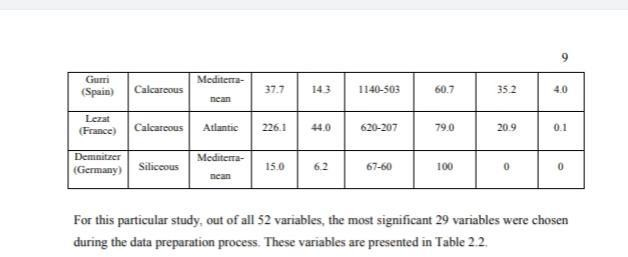 9
Gurri (Spain) Calcareous Mediterra-nean 37.7 14.3 1140-503 60.7 35.2 4.0
Lezat (France) Calcareous Atlantic 226.1 44.0 620-207 79.0 20.9 0.1
Demnitzer (Germany) Siliceous Mediterra-nean 15.0 6.2 67-60 100 0 0
For this particular study, out of all 52 variables, the most significant 29 variables were chosen
during the data preparation process. These variables are presented in Table 2.2.